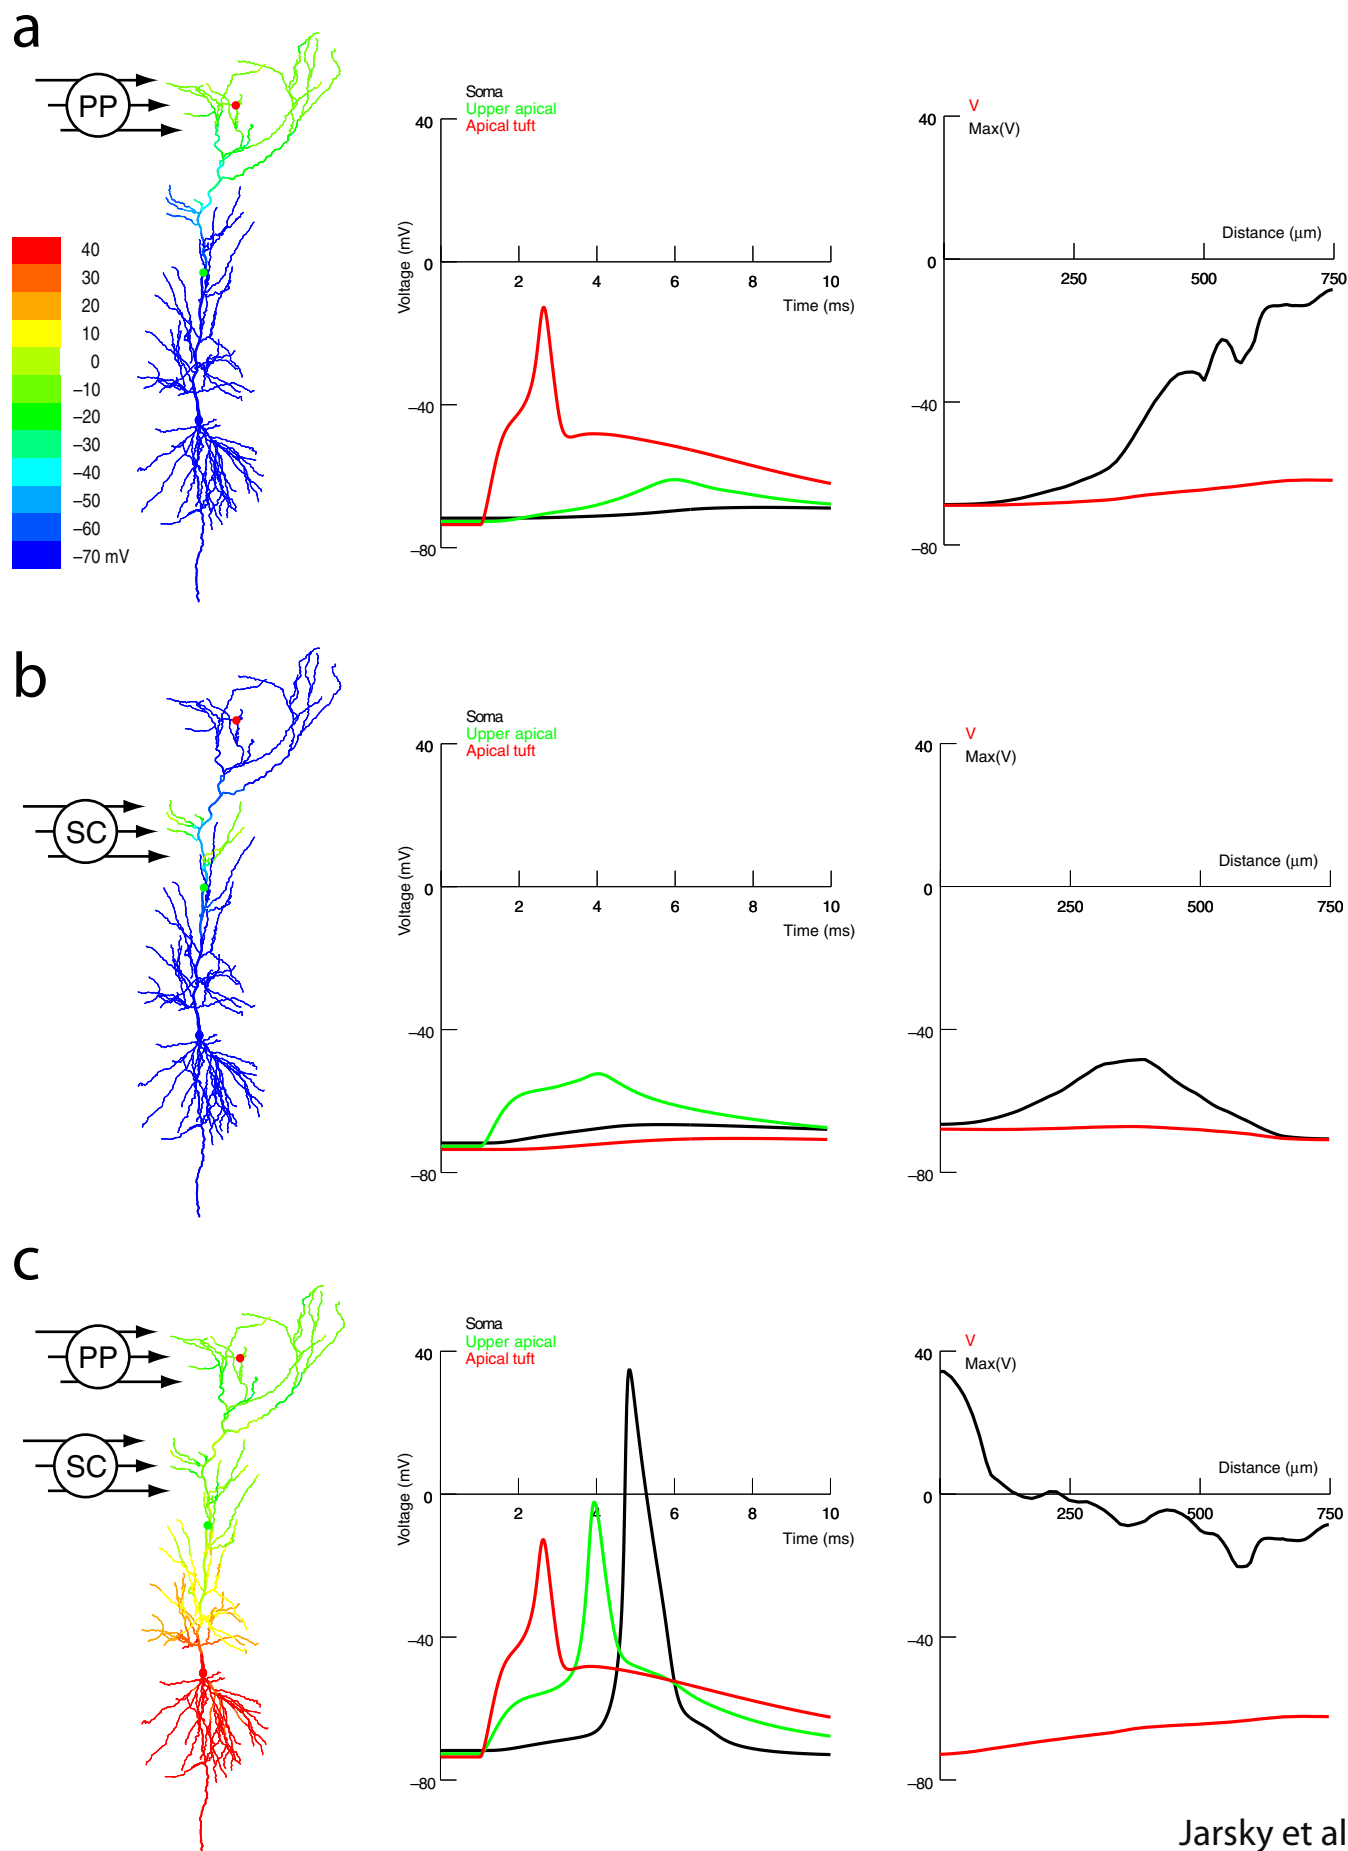 a
PP
40
30
20
10
0
−10
−20
−30
−40
−50
−60
−70 mV
Soma
Upper apical
Apical tuft
40
0
−40
−80
Voltage (mV)
2 4 6 8 10
Time (ms)
V
Max(V)
40
0
−40
−80
Distance (μm)
250 500 750
b
SC
Soma
Upper apical
Apical tuft
40
0
−40
−80
Voltage (mV)
2 4 6 8 10
Time (ms)
V
Max(V)
40
0
−40
−80
Distance (μm)
250 500 750
c
PP
SC
Soma
Upper apical
Apical tuft
40
0
−40
−80
Voltage (mV)
2 4 6 8 10
Time (ms)
V
Max(V)
40
0
−40
−80
Distance (μm)
250 500 750
Jarsky et al